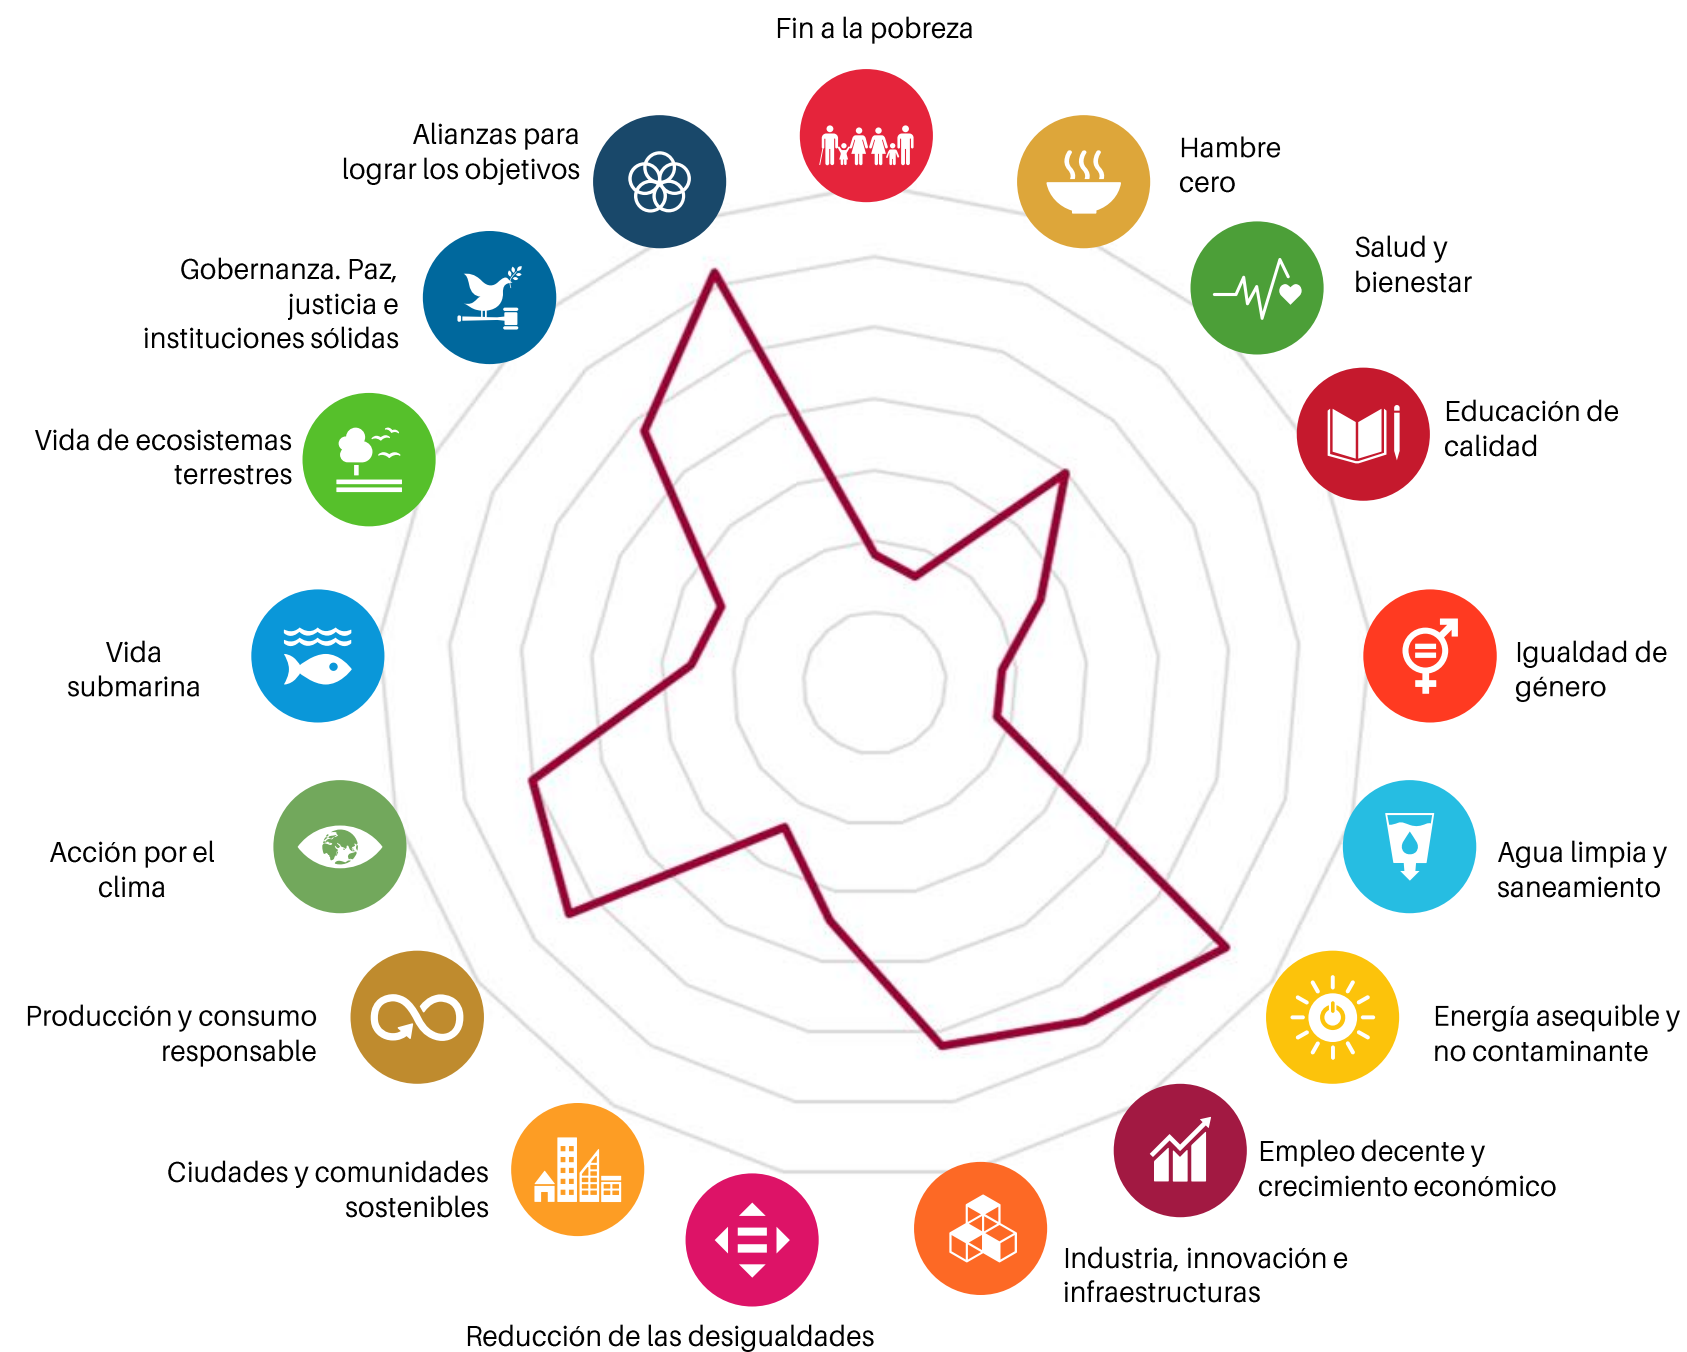 Fin a la pobreza
Hambre
cero
Salud y
bienestar
Educación de
calidad
Igualdad de
género
Agua limpia y
saneamiento
Energía asequible y
no contaminante
Empleo decente y
crecimiento económico
Industria, innovación e
infraestructuras
Reducción de las desigualdades
Ciudades y comunidades
sostenibles
Producción y consumo
responsable
Acción por el
clima
Vida
submarina
Vida de ecosistemas
terrestres
Gobernanza. Paz,
justicia e
instituciones sólidas
Alianzas para
lograr los objetivos